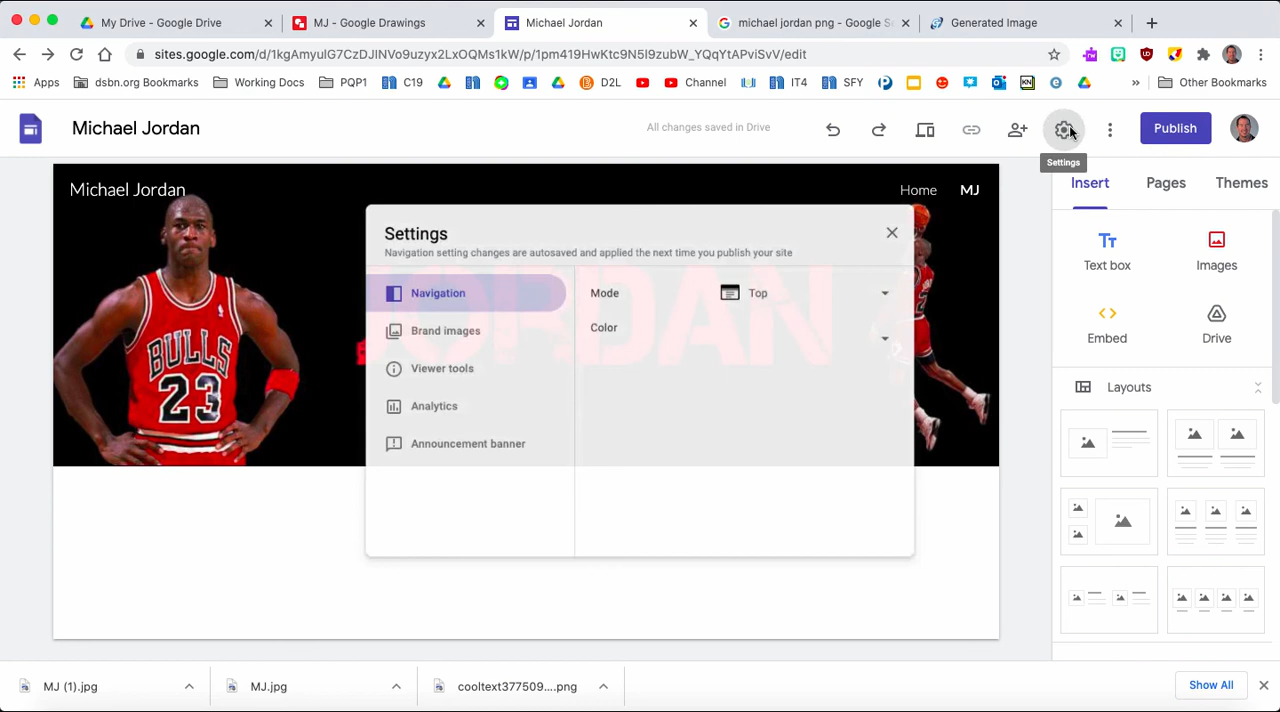 My Drive - Google Drive
MJ - Google Drawings
Michael Jordan
michael jordan png - Google Se
Generated Image
sites.google.com/d/1kgAmyulG7CzDJINVo9uzyx2LxOQMs1kW/p/1pm419HwKtc9N5I9zubW_YQqYtAPviSvV/edit
Apps
dsbn.org Bookmarks
Working Docs
PQP1
C19
D2L
Channel
IT4
SFY
Other Bookmarks
Michael Jordan
All changes saved in Drive
Publish
Settings
Insert
Pages
Themes
Michael Jordan
Home
MJ
BULLS
23
JORDAN
Settings
Navigation setting changes are autosaved and applied the next time you publish your site
Navigation
Brand images
Viewer tools
Analytics
Announcement banner
Mode
Top
Color
Tt
Text box
Images
Embed
Drive
Layouts
MJ (1).jpg
MJ.jpg
cooltext377509....png
Show All